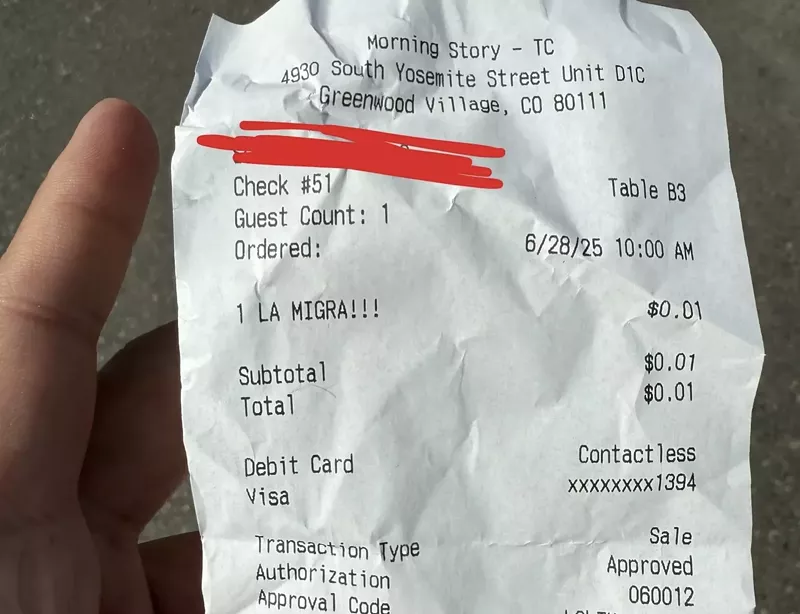 Morning Story - TC
4930 South Yosemite Street Unit D1C
Greenwood Village, CO 80111
Check #51 Table B3
Guest Count: 1
Ordered: 6/28/25 10:00 AM
1 LA MIGRA!!! $0.01
Subtotal $0.01
Total $0.01
Debit Card Contactless
Visa xxxxxxxx1394
Transaction Type Sale
Authorization Approved
Approval Code 060012